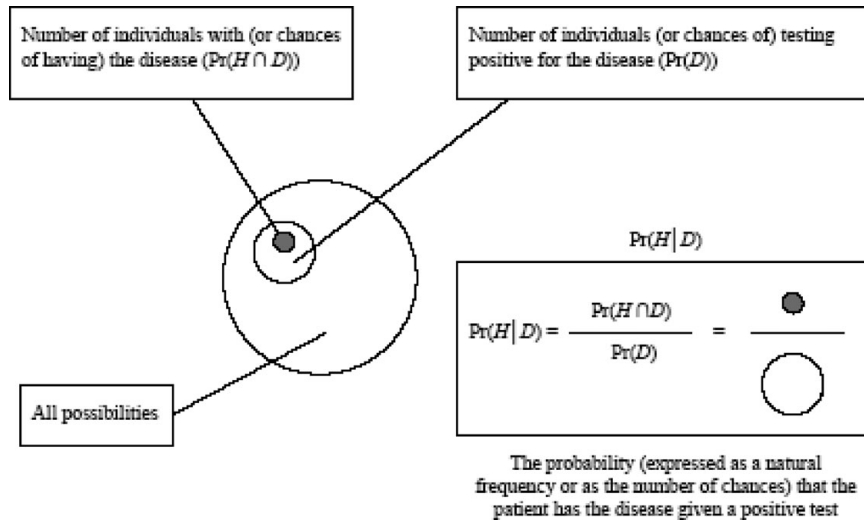 Number of individuals with (or chances
of having) the disease (Pr(H ∩ D))
Number of individuals (or chances of) testing
positive for the disease (Pr(D))
All possibilities
Pr(H | D)
Pr(H | D) = Pr(H ∩ D) / Pr(D) =
The probability (expressed as a natural
frequency or as the number of chances) that the
patient has the disease given a positive test